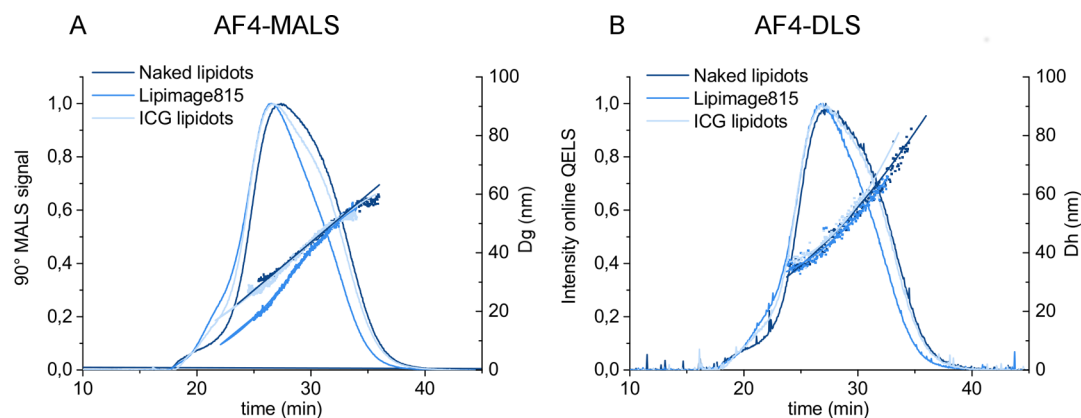 A
AF4-MALS
Naked lipidots
Lipimage815
ICG lipidots
1,0
0,8
0,6
0,4
0,2
0,0
90° MALS signal
100
80
60
40
20
0
Dg (nm)
10
20
30
40
time (min)
B
AF4-DLS
Naked lipidots
Lipimage815
ICG lipidots
1,0
0,8
0,6
0,4
0,2
0,0
Intensity online QELS
100
80
60
40
20
0
Dh (nm)
10
20
30
40
time (min)